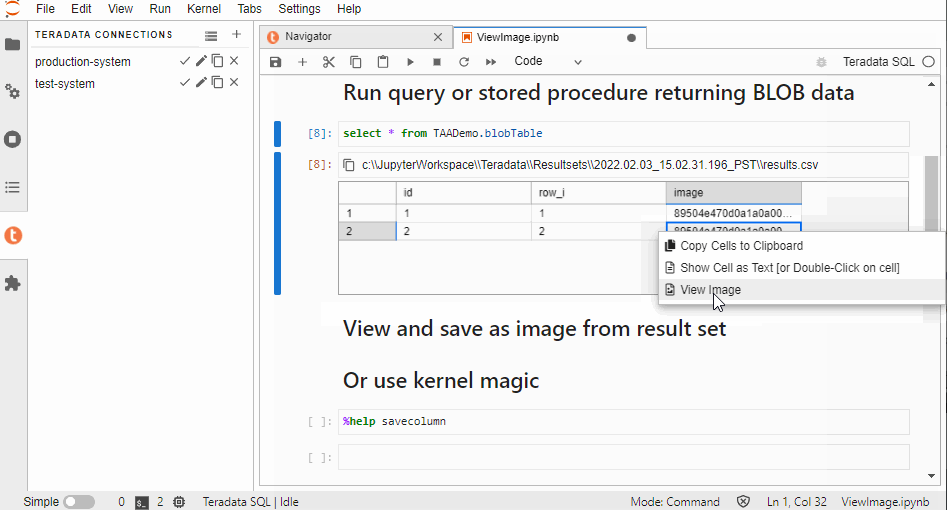 File Edit View Run Kernel Tabs Settings Help
TERADATA CONNECTIONS
production-system
test-system
Navigator
ViewImage.ipynb
Code
Teradata SQL
Run query or stored procedure returning BLOB data
[8]: select * from TAADemo.blobTable
[8]: c:\\JupyterWorkspace\\Teradata\\Resultsets\\2022.02.03_15.02.31.196_PST\\results.csv
id row_i image
1 1 1 89504e470d0a1a0a00...
2 2 2 89504e470d0a1a0a00...
Copy Cells to Clipboard
Show Cell as Text [or Double-Click on cell]
View Image
View and save as image from result set
Or use kernel magic
[ ]: %help savecolumn
[ ]:
Simple 0 $_ 2 Teradata SQL | Idle Mode: Command Ln 1, Col 32 ViewImage.ipynb